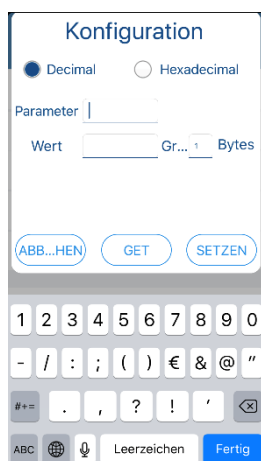 Konfiguration
Decimal Hexadecimal
Parameter
Wert Gr... 1 Bytes
ABB...HEN GET SETZEN
1 2 3 4 5 6 7 8 9 0
- / : ; ( ) € & @ "
#+= . , ? ! '
ABC Leerzeichen Fertig